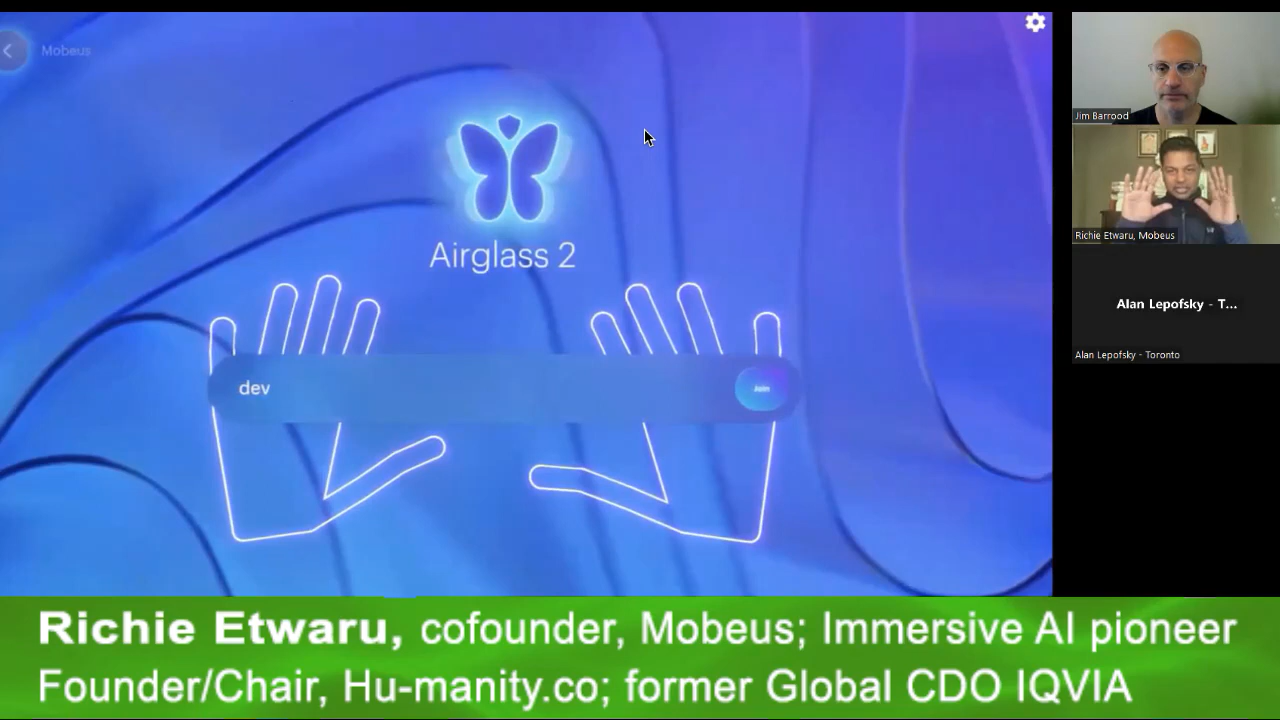 Mobeus
Airglass 2
dev
Join
Jim Barrood
Richie Etwaru, Mobeus
Alan Lepofsky - T...
Alan Lepofsky - Toronto
Richie Etwaru, cofounder, Mobeus; Immersive AI pioneer
Founder/Chair, Hu-manity.co; former Global CDO IQVIA